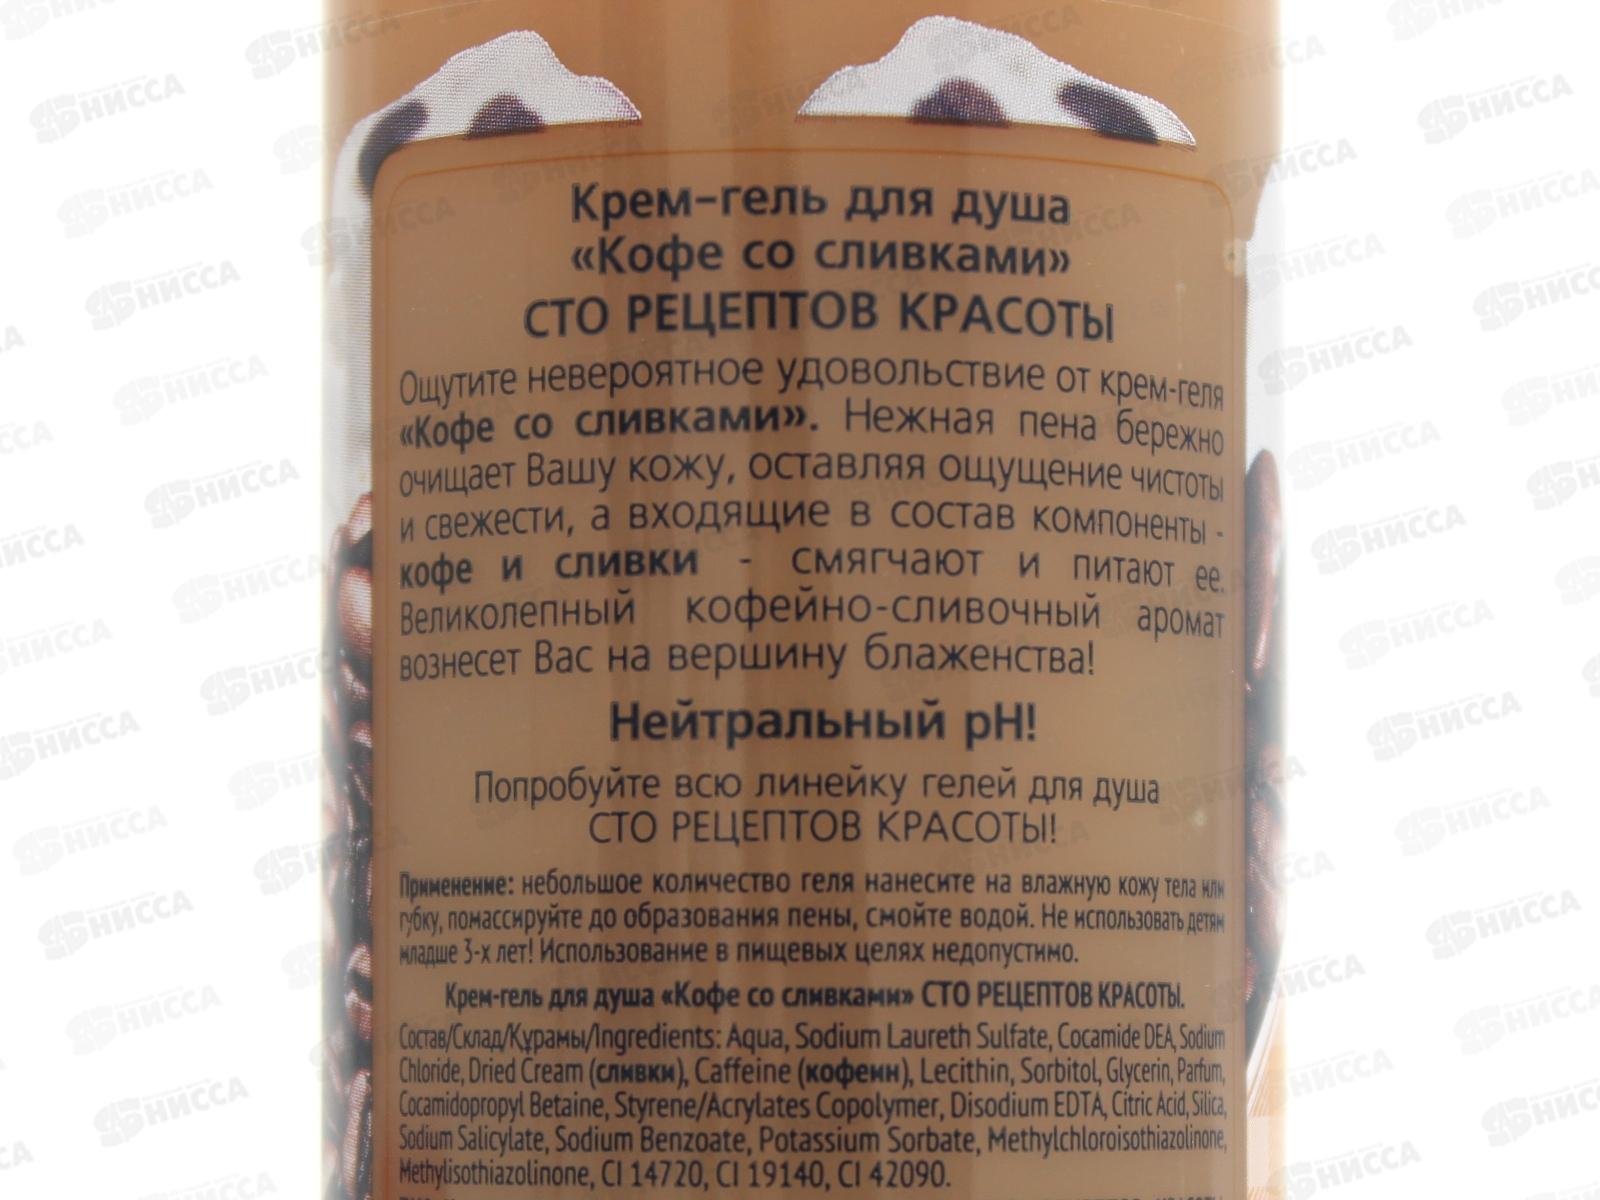 Крем-гель для душа
«Кофе со сливками»
СТО РЕЦЕПТОВ КРАСОТЫ
Ощутите невероятное удовольствие от крем-геля
«Кофе со сливками». Нежная пена бережно
очищает Вашу кожу, оставляя ощущение чистоты
и свежести, а входящие в состав компоненты -
кофе и сливки - смягчают и питают ее.
Великолепный кофейно-сливочный аромат
вознесет Вас на вершину блаженства!
Нейтральный pH!
Попробуйте всю линейку гелей для душа
СТО РЕЦЕПТОВ КРАСОТЫ!
Применение: небольшое количество геля нанесите на влажную кожу тела или
губку, помассируйте до образования пены, смойте водой. Не использовать детям
младше 3-х лет! Использование в пищевых целях недопустимо.
Крем-гель для душа «Кофе со сливками» СТО РЕЦЕПТОВ КРАСОТЫ.
Состав/Склад/Құрамы/Ingredients: Aqua, Sodium Laureth Sulfate, Cocamide DEA, Sodium
Chloride, Dried Cream (сливки), Caffeine (кофеин), Lecithin, Sorbitol, Glycerin, Parfum,
Cocamidopropyl Betaine, Styrene/Acrylates Copolymer, Disodium EDTA, Citric Acid, Silica,
Sodium Salicylate, Sodium Benzoate, Potassium Sorbate, Methylchloroisothiazolinone,
Methylisothiazolinone, CI 14720, CI 19140, CI 42090.